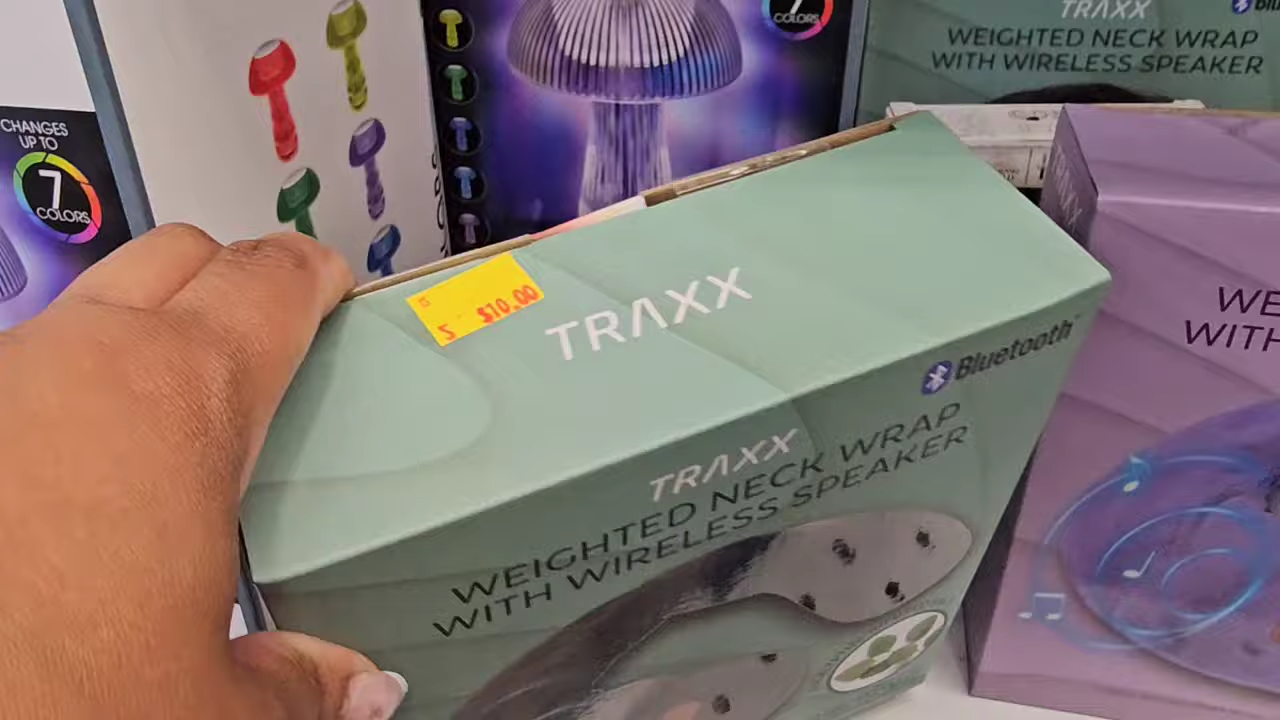 CHANGES
UP TO
7
COLORS
7
COLORS
TRAXX
WEIGHTED NECK WRAP
WITH WIRELESS SPEAKER
5 $10.00
TRAXX
Bluetooth
TRAXX
WEIGHTED NECK WRAP
WITH WIRELESS SPEAKER
WE
WITH